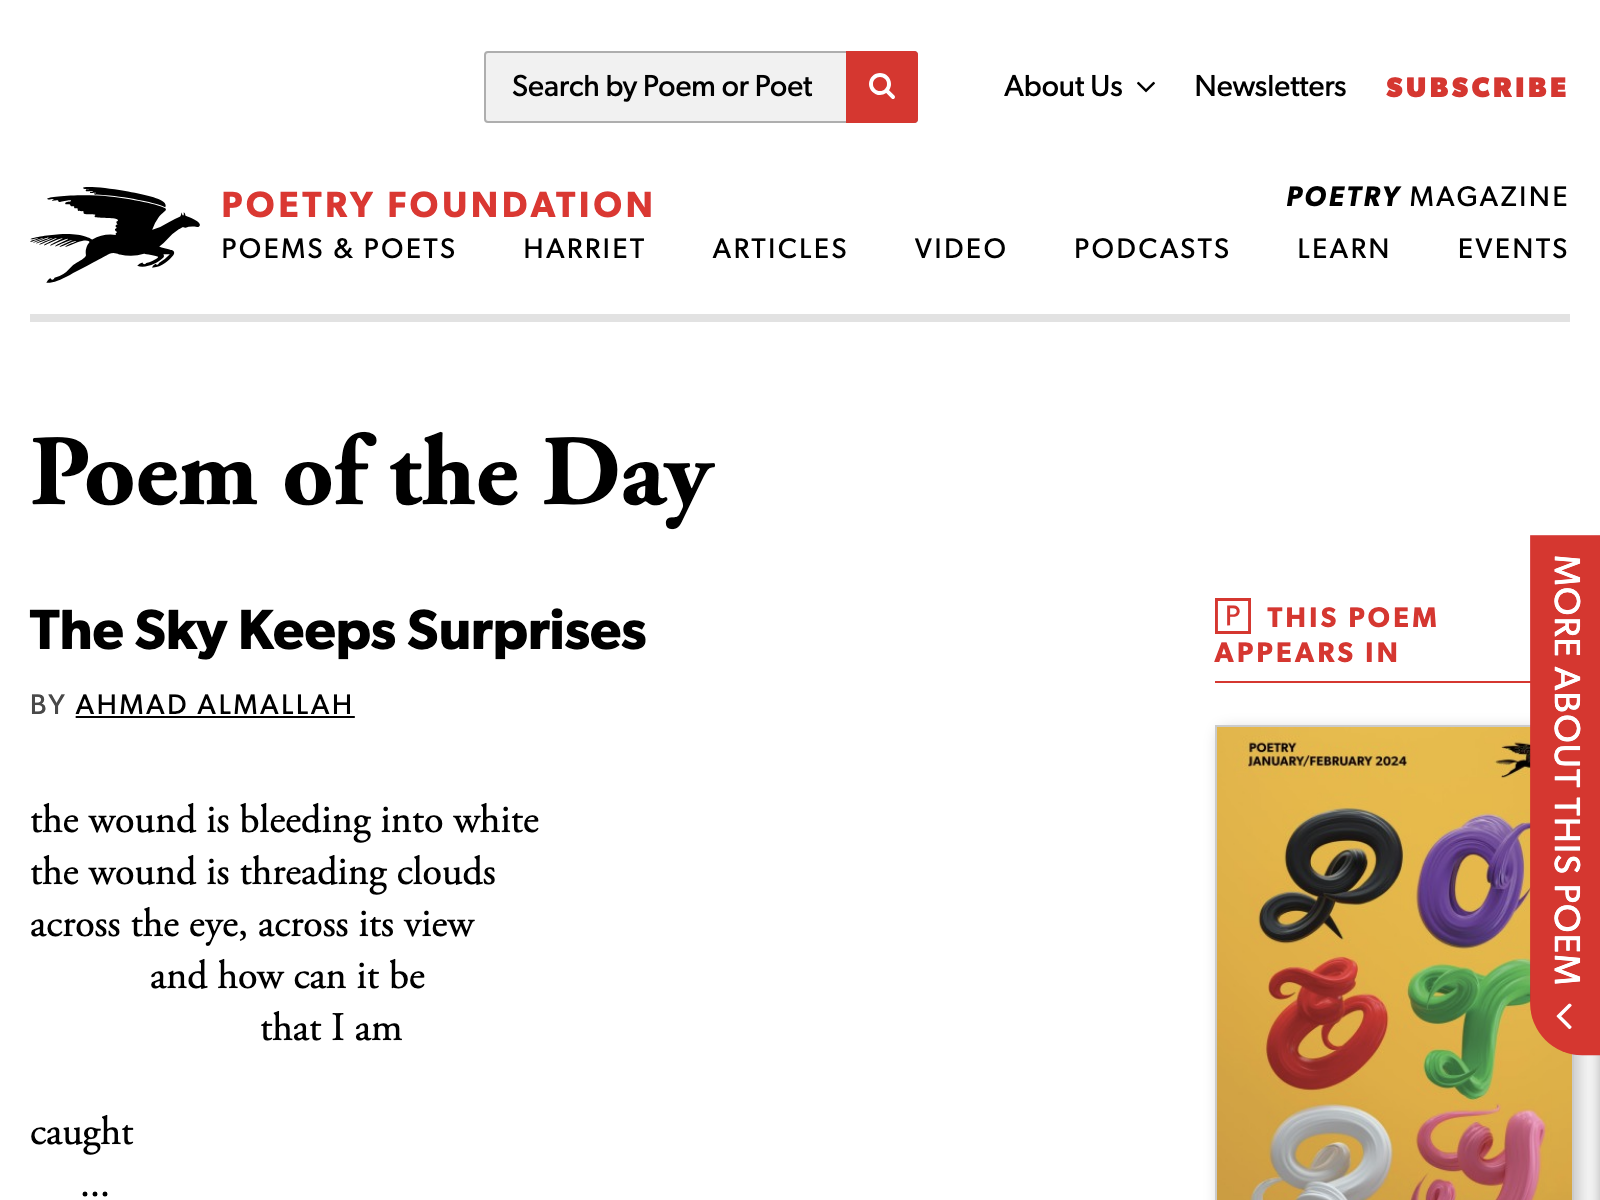 Search by Poem or Poet
About Us
Newsletters
SUBSCRIBE
POETRY FOUNDATION
POETRY MAGAZINE
POEMS & POETS
HARRIET
ARTICLES
VIDEO
PODCASTS
LEARN
EVENTS
Poem of the Day
The Sky Keeps Surprises
BY AHMAD ALMALLAH
the wound is bleeding into white
the wound is threading clouds
across the eye, across its view
and how can it be
that I am
caught
...
P THIS POEM
APPEARS IN
POETRY
JANUARY/FEBRUARY 2024
P O
E T
R Y
MORE ABOUT THIS POEM